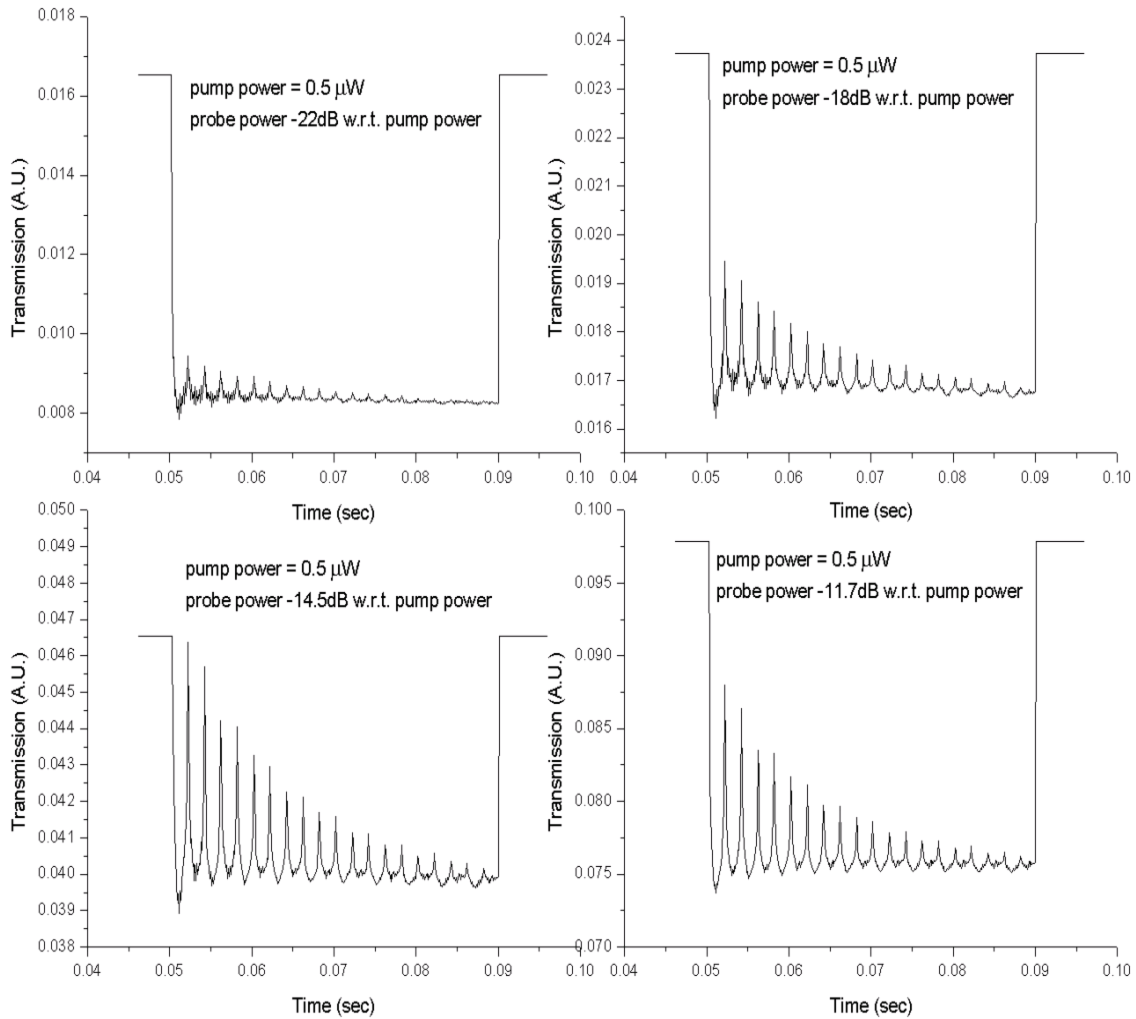 0.018
0.016
0.014
0.012
0.010
0.008
Transmission (A.U.)
pump power = 0.5 μW
probe power -22dB w.r.t. pump power
0.04 0.05 0.06 0.07 0.08 0.09 0.10
Time (sec)
0.024
0.023
0.022
0.021
0.020
0.019
0.018
0.017
0.016
Transmission (A.U.)
pump power = 0.5 μW
probe power -18dB w.r.t. pump power
0.04 0.05 0.06 0.07 0.08 0.09 0.10
Time (sec)
0.050
0.049
0.048
0.047
0.046
0.045
0.044
0.043
0.042
0.041
0.040
0.039
0.038
Transmission (A.U.)
pump power = 0.5 μW
probe power -14.5dB w.r.t. pump power
0.04 0.05 0.06 0.07 0.08 0.09 0.10
Time (sec)
0.100
0.095
0.090
0.085
0.080
0.075
0.070
Transmission (A.U.)
pump power = 0.5 μW
probe power -11.7dB w.r.t. pump power
0.04 0.05 0.06 0.07 0.08 0.09 0.10
Time (sec)